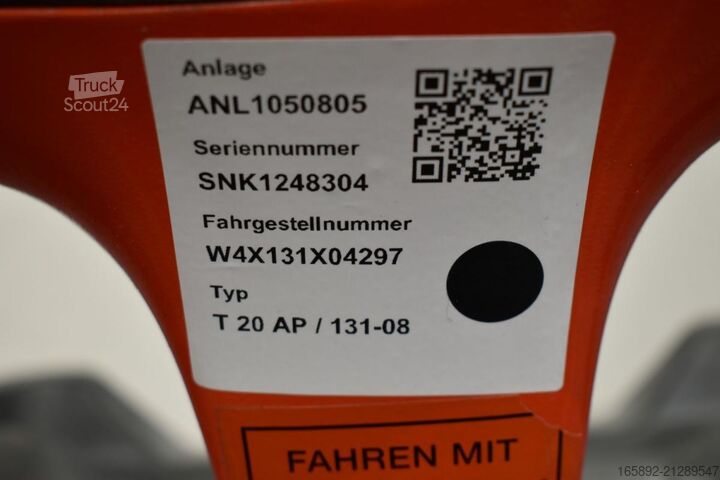 Truck
Scout24
Anlage
ANL1050805
Seriennummer
SNK1248304
Fahrgestellnummer
W4X131X04297
Typ
T 20 AP / 131-08
FAHREN MIT
165892-21289547